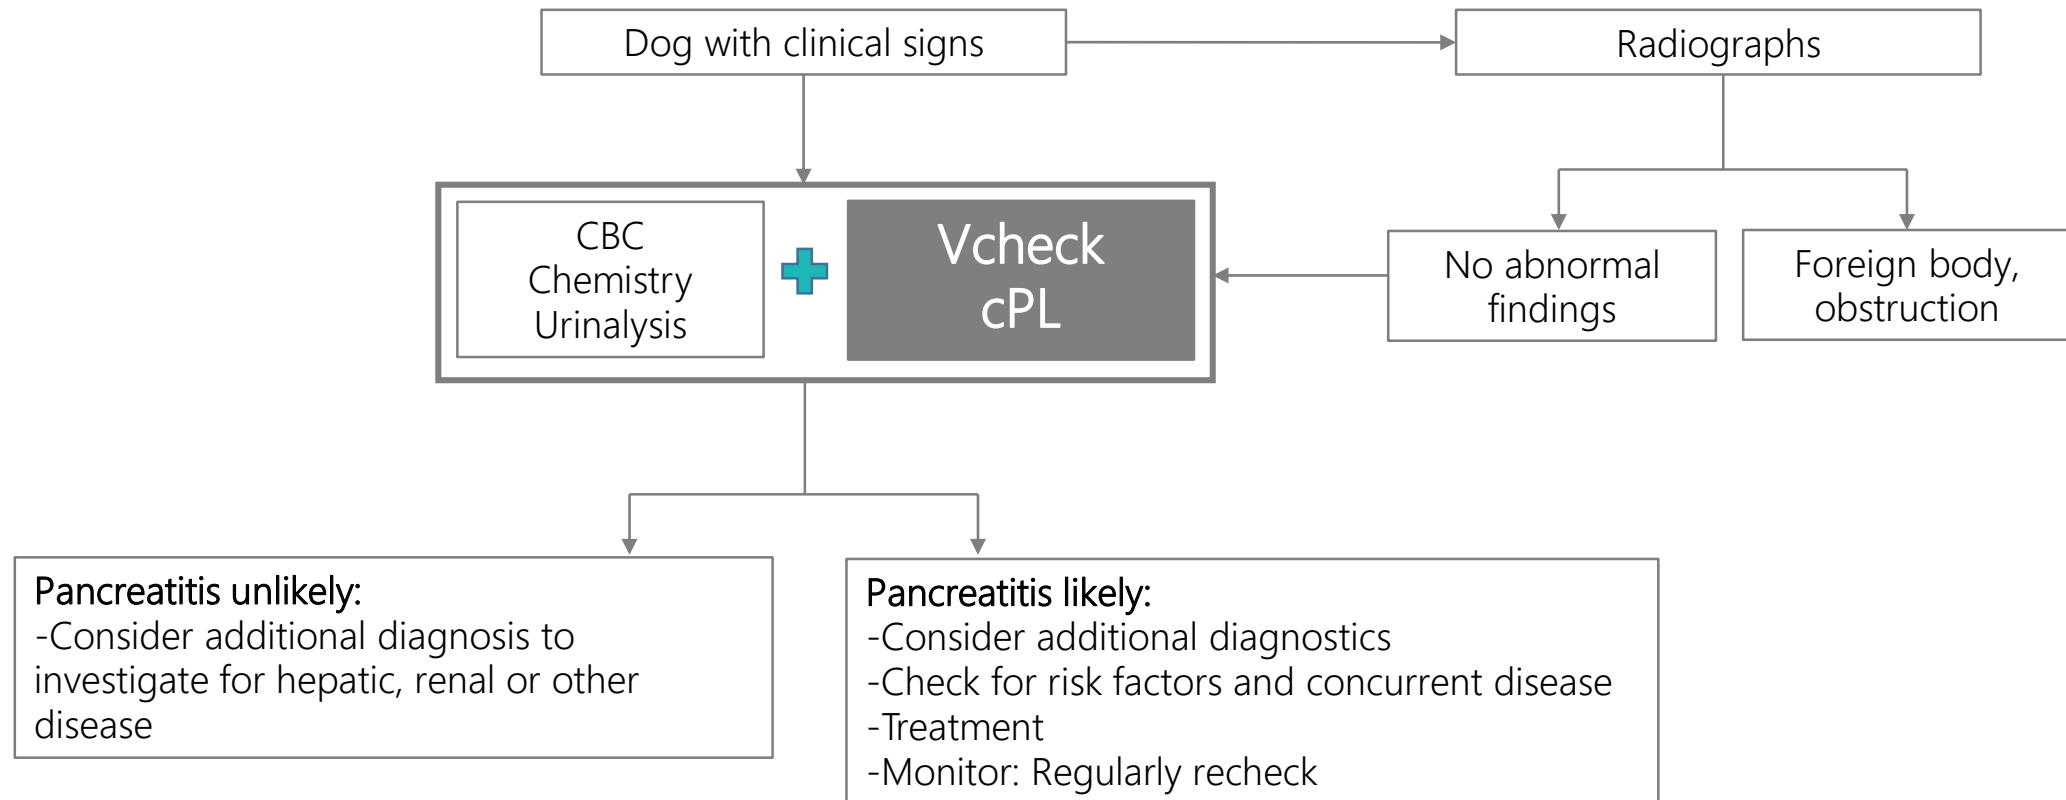 Dog with clinical signs
Radiographs
CBC
Chemistry
Urinalysis
Vcheck
cPL
No abnormal
findings
Foreign body,
obstruction
Pancreatitis unlikely:
-Consider additional diagnosis to
investigate for hepatic, renal or other
disease
Pancreatitis likely:
-Consider additional diagnostics
-Check for risk factors and concurrent disease
-Treatment
-Monitor: Regularly recheck